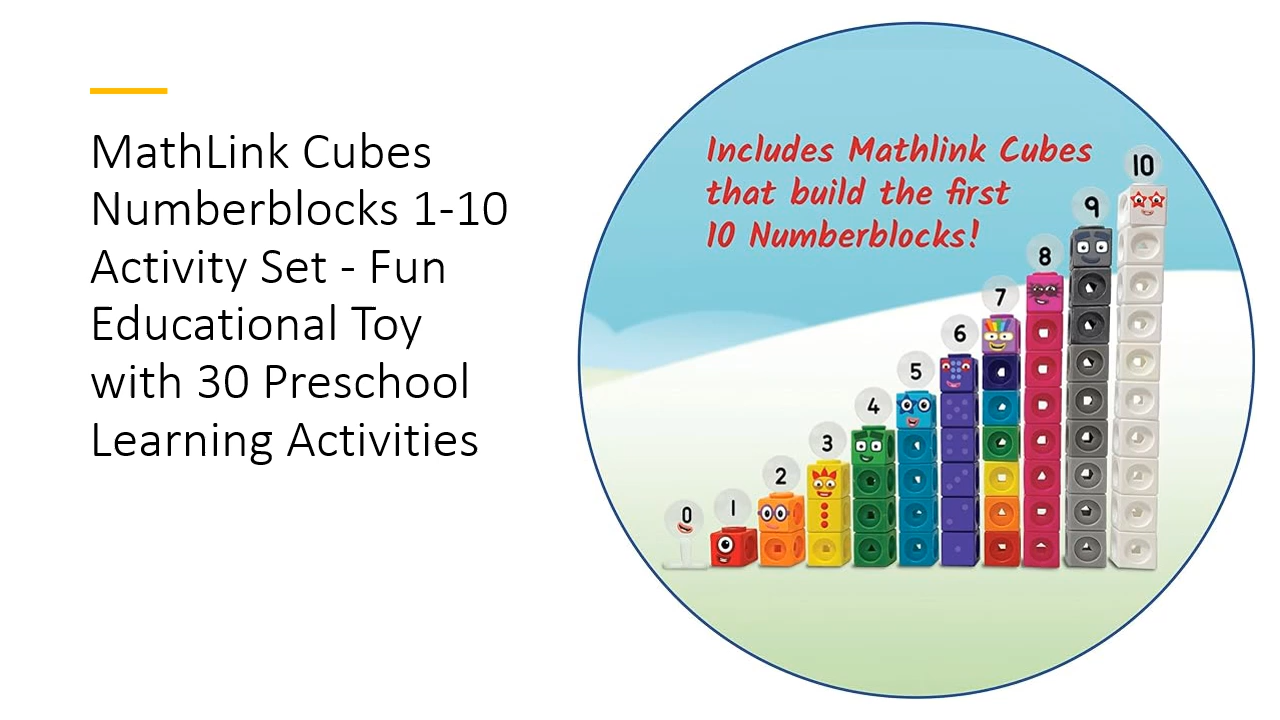 MathLink Cubes
Numberblocks 1-10
Activity Set - Fun
Educational Toy
with 30 Preschool
Learning Activities
Includes Mathlink Cubes
that build the first
10 Numberblocks!
0
1
2
3
4
5
6
7
8
9
10